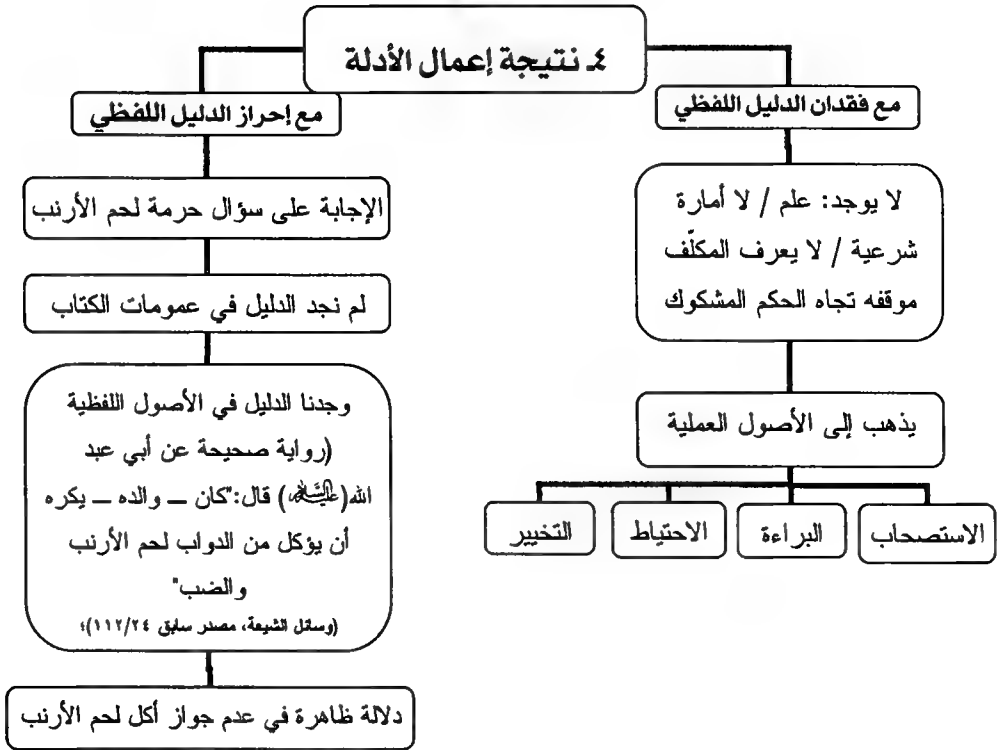 ٤ـ نتيجة إعمال الأدلة
مع فقدان الدليل اللفظي
لا يوجد: علم / لا أمارة
شرعية / لا يعرف المكلّف
موقفه تجاه الحكم المشكوك
يذهب إلى الأصول العملية
الاستصحاب
البراءة
الاحتياط
التخيير
مع إحراز الدليل اللفظي
الإجابة على سؤال حرمة لحم الأرنب
لم نجد الدليل في عمومات الكتاب
وجدنا الدليل في الأصول اللفظية
(رواية صحيحة عن أبي عبد
الله(عليه السلام) قال:"كان ــ والده ــ يكره
أن يؤكل من الدواب لحم الأرنب
والضب"
(وسائل الشيعة، مصدر سابق ١١٢/٢٤)؛
دلالة ظاهرة في عدم جواز أكل لحم الأرنب